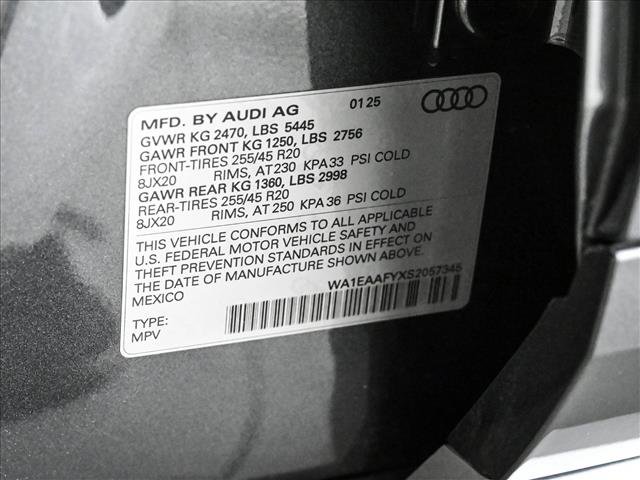 MFD. BY AUDI AG 01 25
GVWR KG 2470, LBS 5445
GAWR FRONT KG 1250, LBS 2756
FRONT-TIRES 255/45 R20
8JX20 RIMS, AT 230 KPA 33 PSI COLD
GAWR REAR KG 1360, LBS 2998
REAR-TIRES 255/45 R20
8JX20 RIMS, AT 250 KPA 36 PSI COLD
THIS VEHICLE CONFORMS TO ALL APPLICABLE
U.S. FEDERAL MOTOR VEHICLE SAFETY AND
THEFT PREVENTION STANDARDS IN EFFECT ON
THE DATE OF MANUFACTURE SHOWN ABOVE.
MEXICO WA1EAAFYXS2057345
TYPE:
MPV